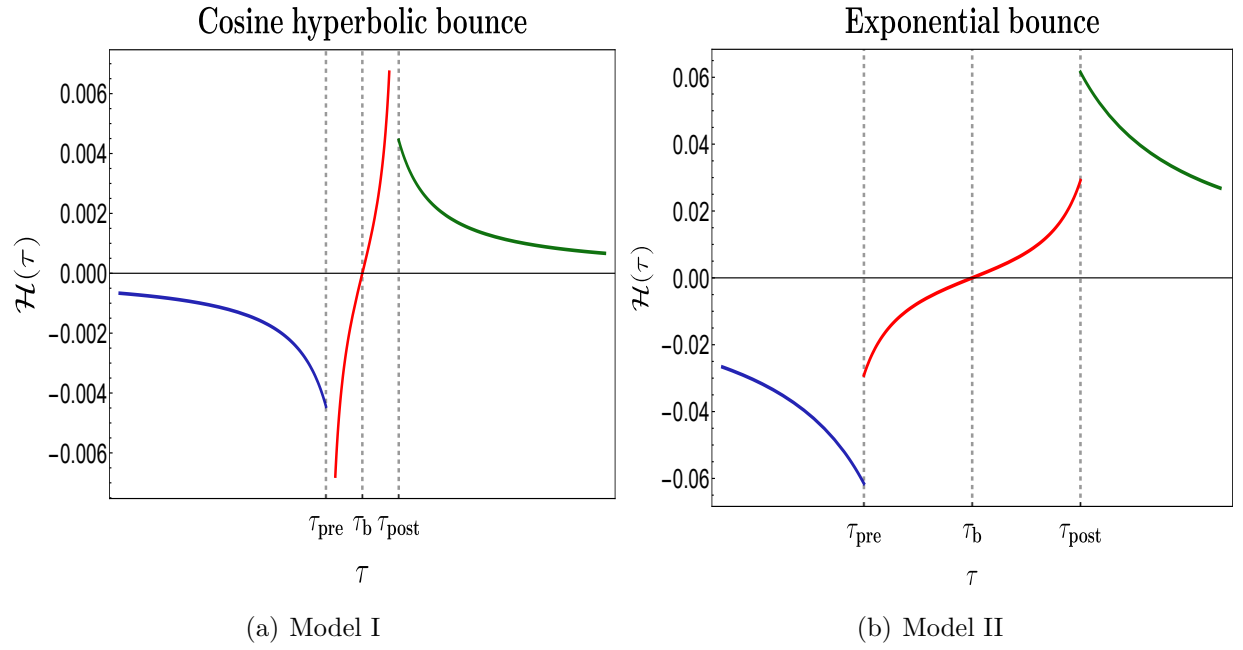 Cosine hyperbolic bounce
0.006
0.004
0.002
0.000
−0.002
−0.004
−0.006
ℋ(τ)
τpre τb τpost
τ
(a) Model I
Exponential bounce
0.06
0.04
0.02
0.00
−0.02
−0.04
−0.06
ℋ(τ)
τpre τb τpost
τ
(b) Model II